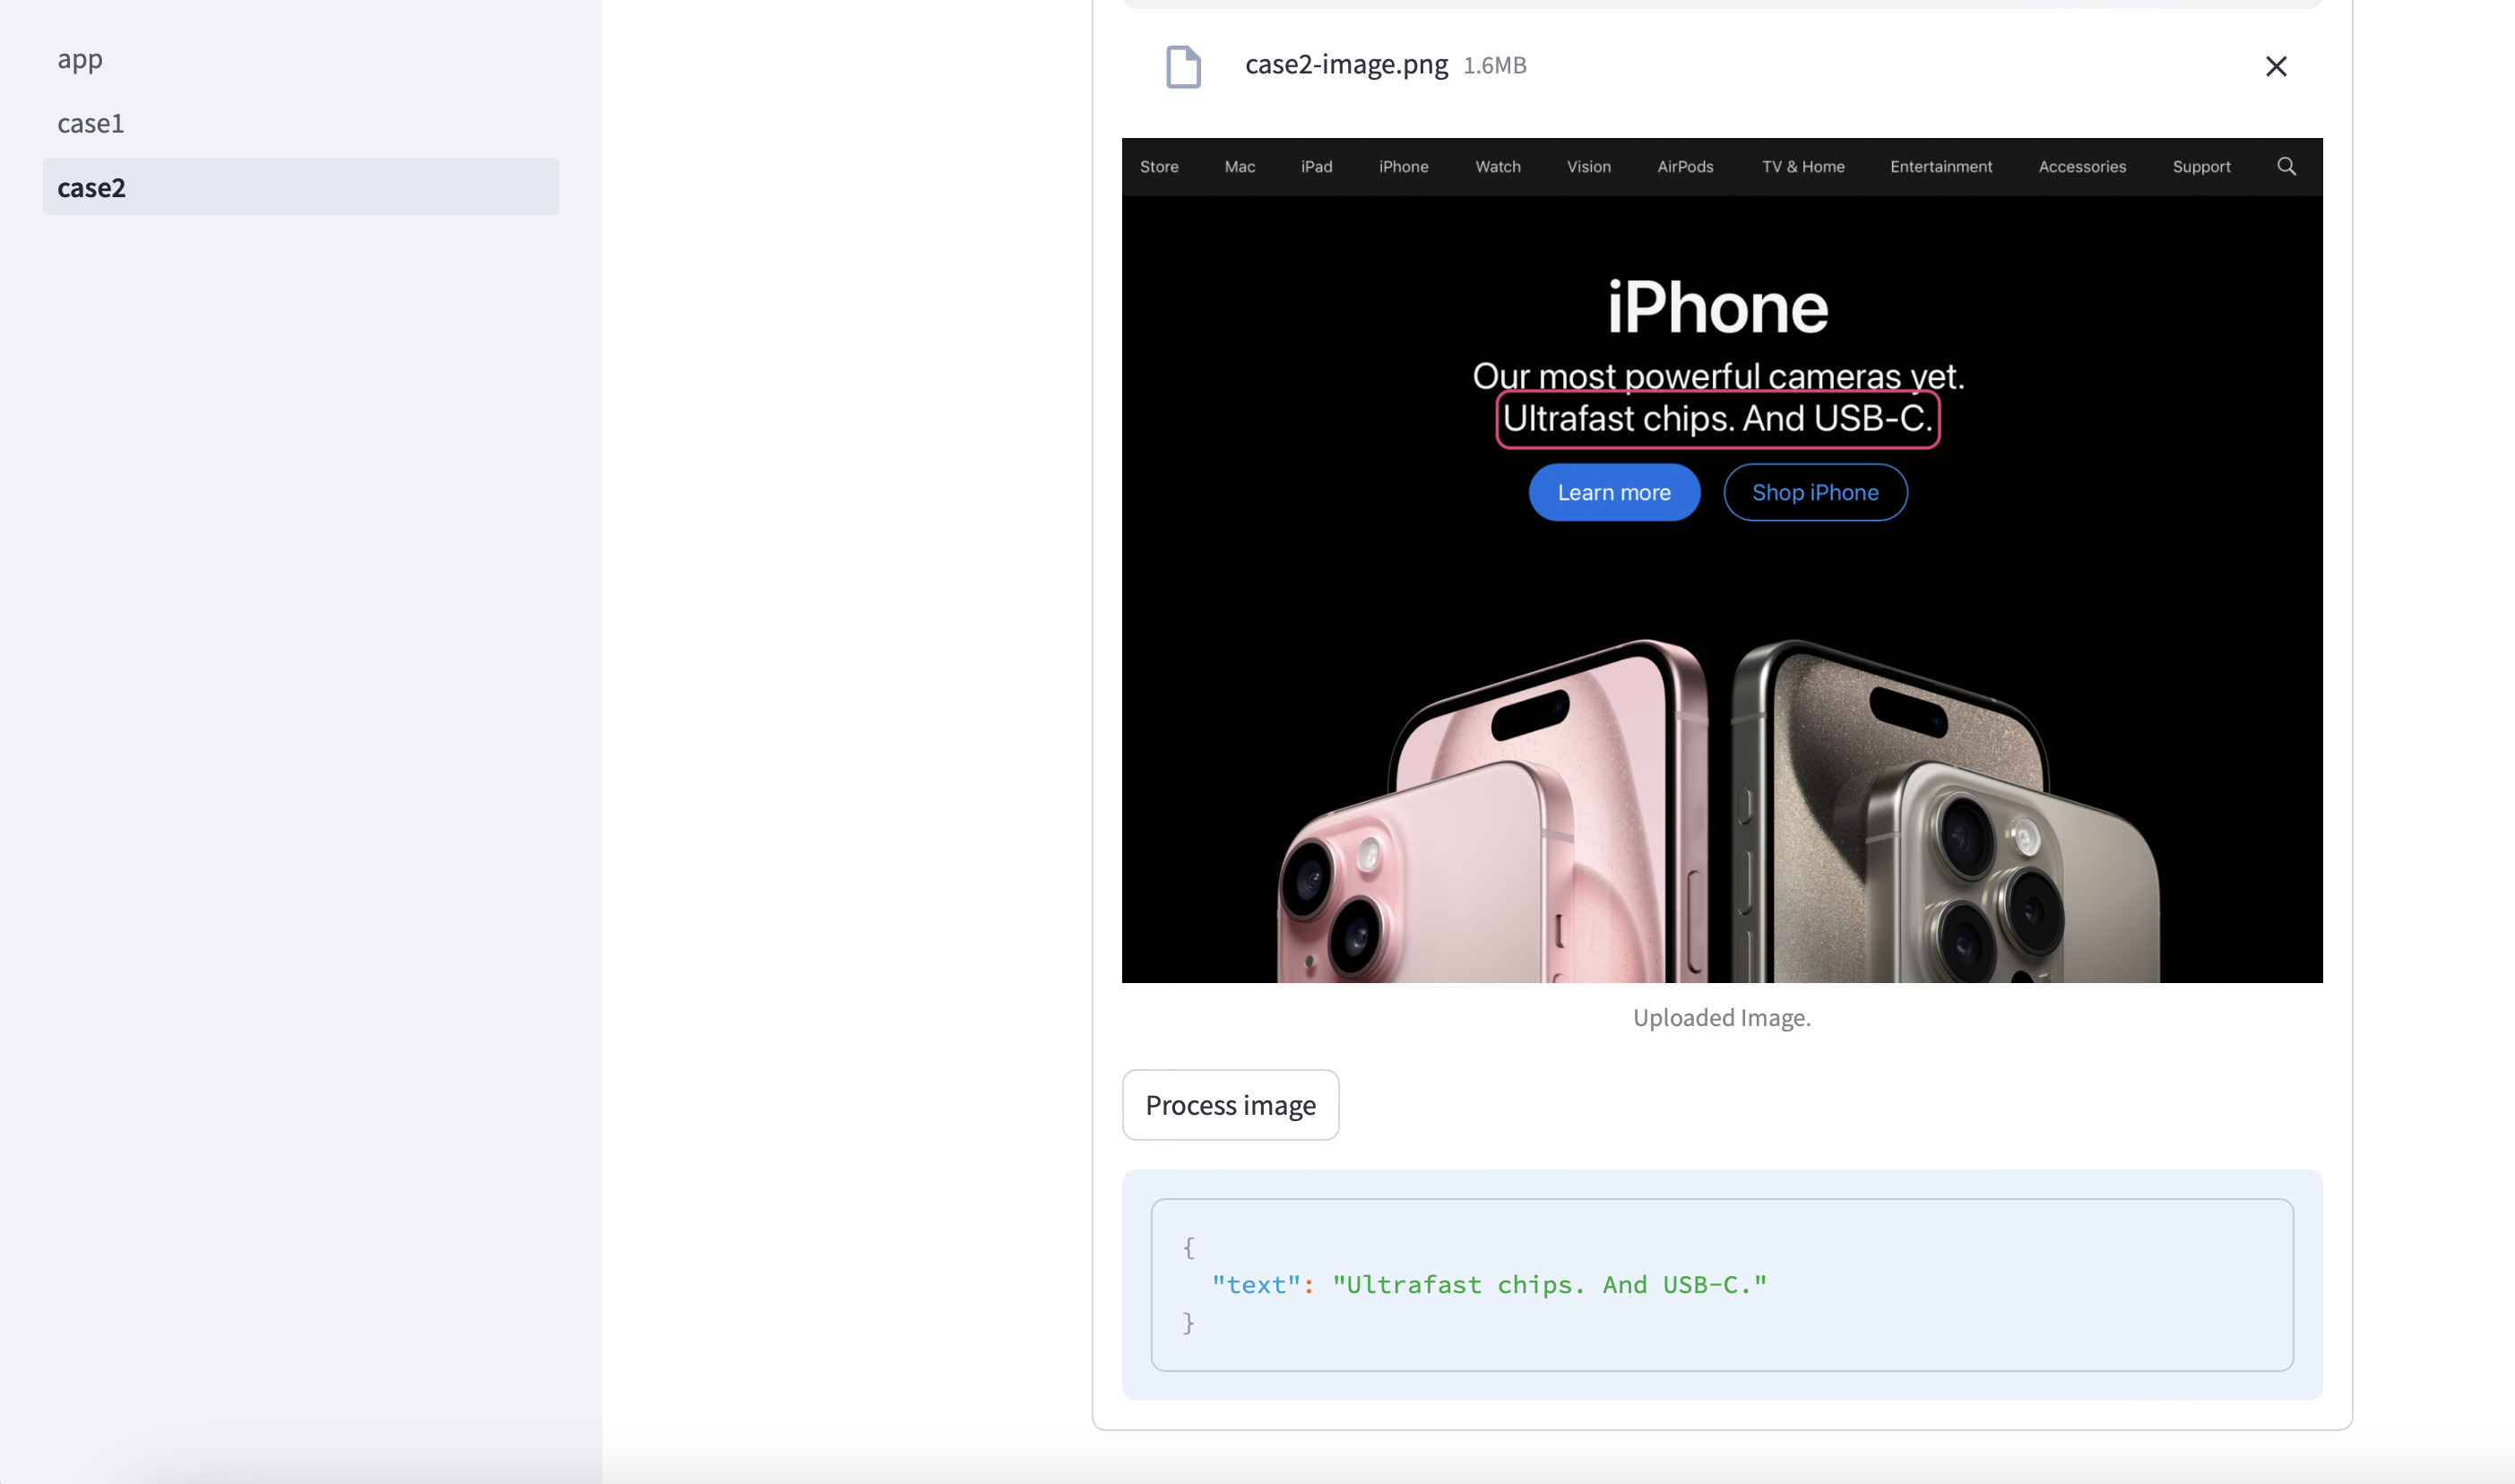 app
case1
case2
case2-image.png 1.6MB
Store Mac iPad iPhone Watch Vision AirPods TV & Home Entertainment Accessories Support
iPhone
Our most powerful cameras yet.
Ultrafast chips. And USB-C.
Learn more Shop iPhone
Uploaded Image.
Process image
{
"text": "Ultrafast chips. And USB-C."
}